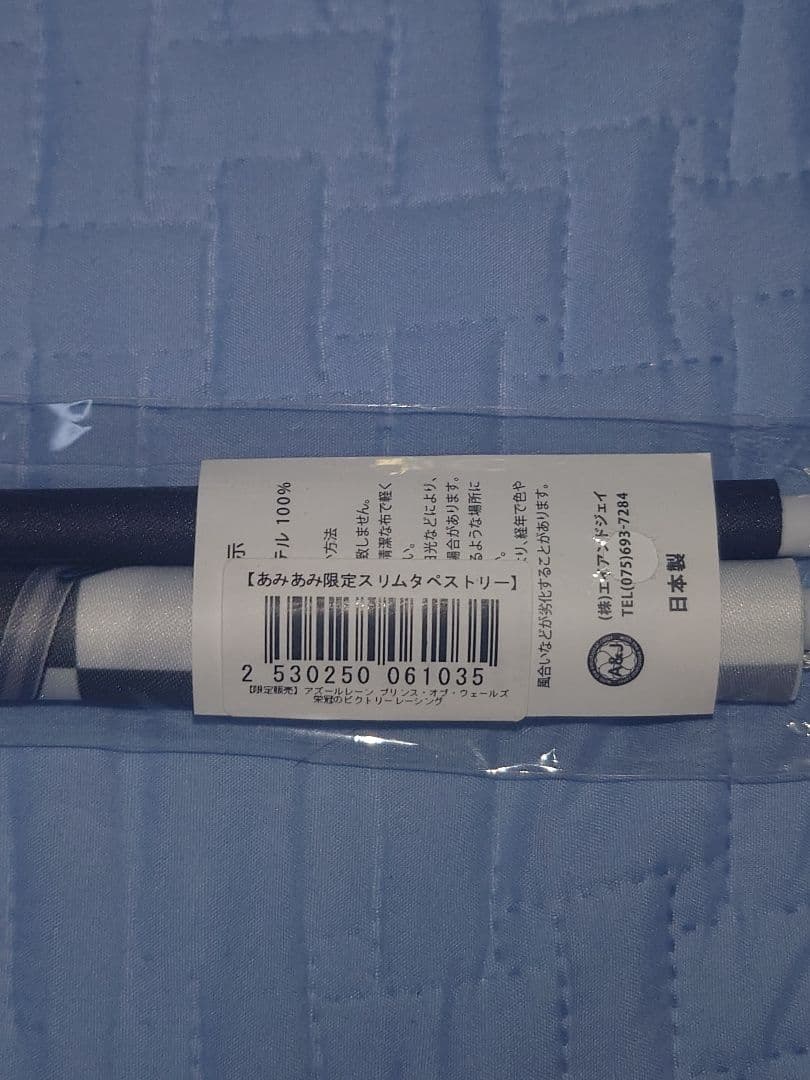 【あみあみ限定スリムタペストリー】
2 530250 061035
【限定販売】アズールレーン プリンス・オブ・ウェールズ
栄冠のビクトリーレーシング
示
テル 100%
い方法
致しません。
清潔な布で軽く
い。
日光などにより、
場合があります。
るような場所に
い。
より、経年で色や
風合いなどが劣化することがあります。
(株)エイアンドジェイ
TEL(075)693-7284
A&J
日本製